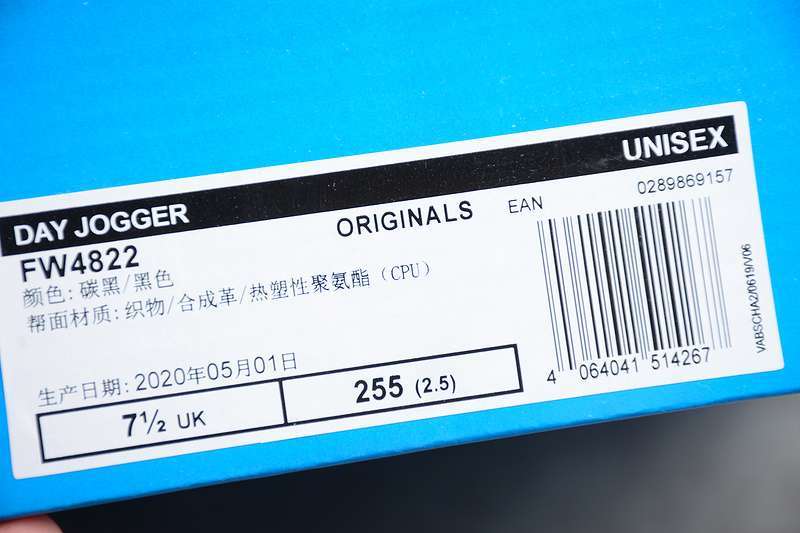 UNISEX
DAY JOGGER
ORIGINALS
EAN
0289869157
FW4822
颜色: 碳黑/黑色
帮面材质: 织物/合成革/热塑性聚氨酯（CPU）
生产日期: 2020年05月01日
7½ UK
255 (2.5)
4 064041 514267
VABSCHA2/0619/V06